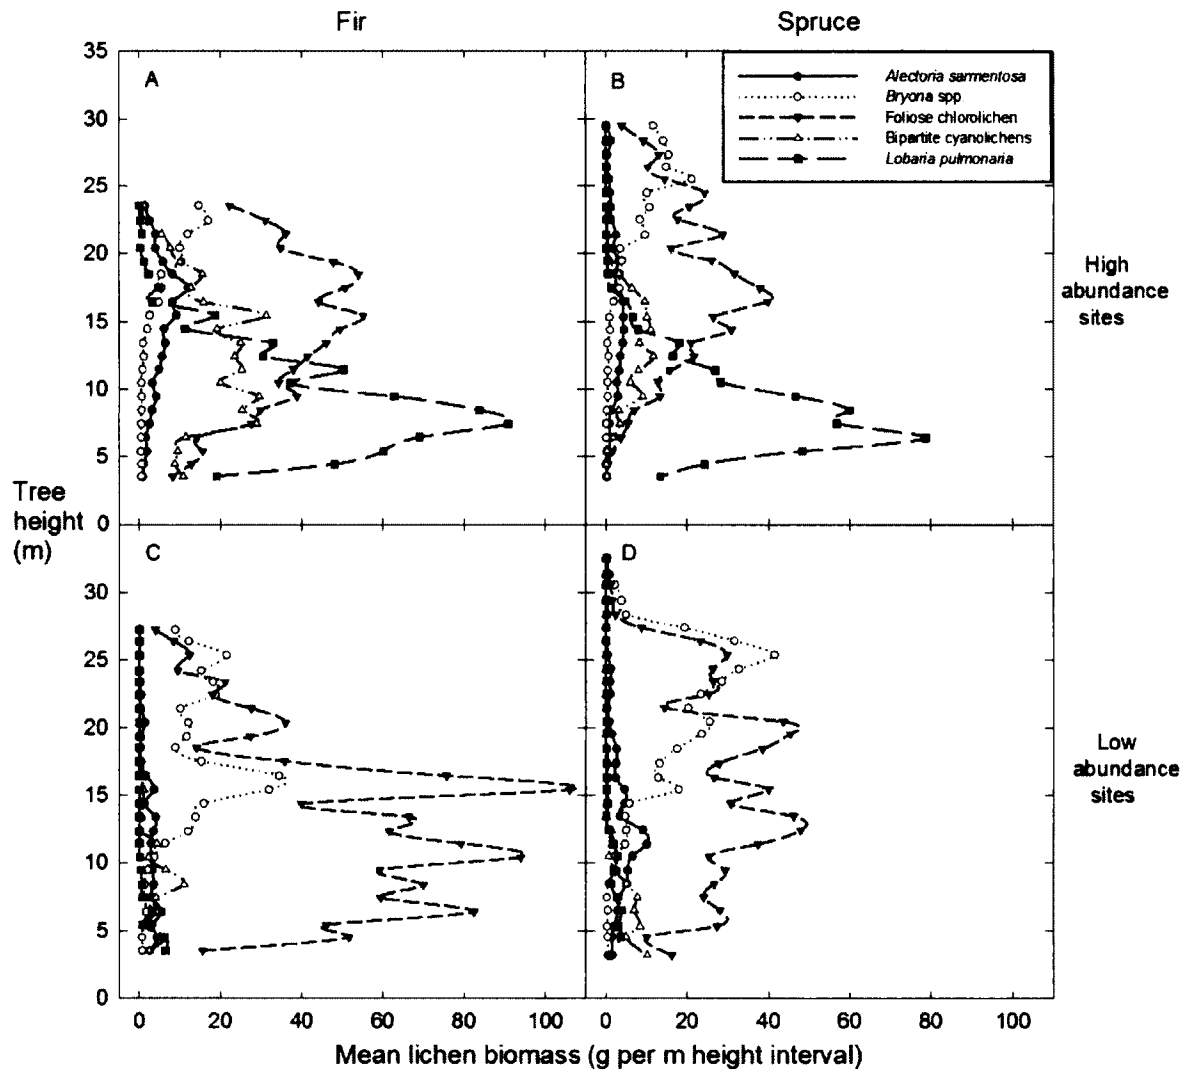 Fir
Spruce
35
30
25
20
15
10
5
0
A
B
Alectoria sarmentosa
Bryona spp
Foliose chlorolichen
Bipartite cyanolichens
Lobaria pulmonaria
High
abundance
sites
Tree
height
(m)
30
25
20
15
10
5
0
C
D
Low
abundance
sites
0 20 40 60 80 100 0 20 40 60 80 100
Mean lichen biomass (g per m height interval)